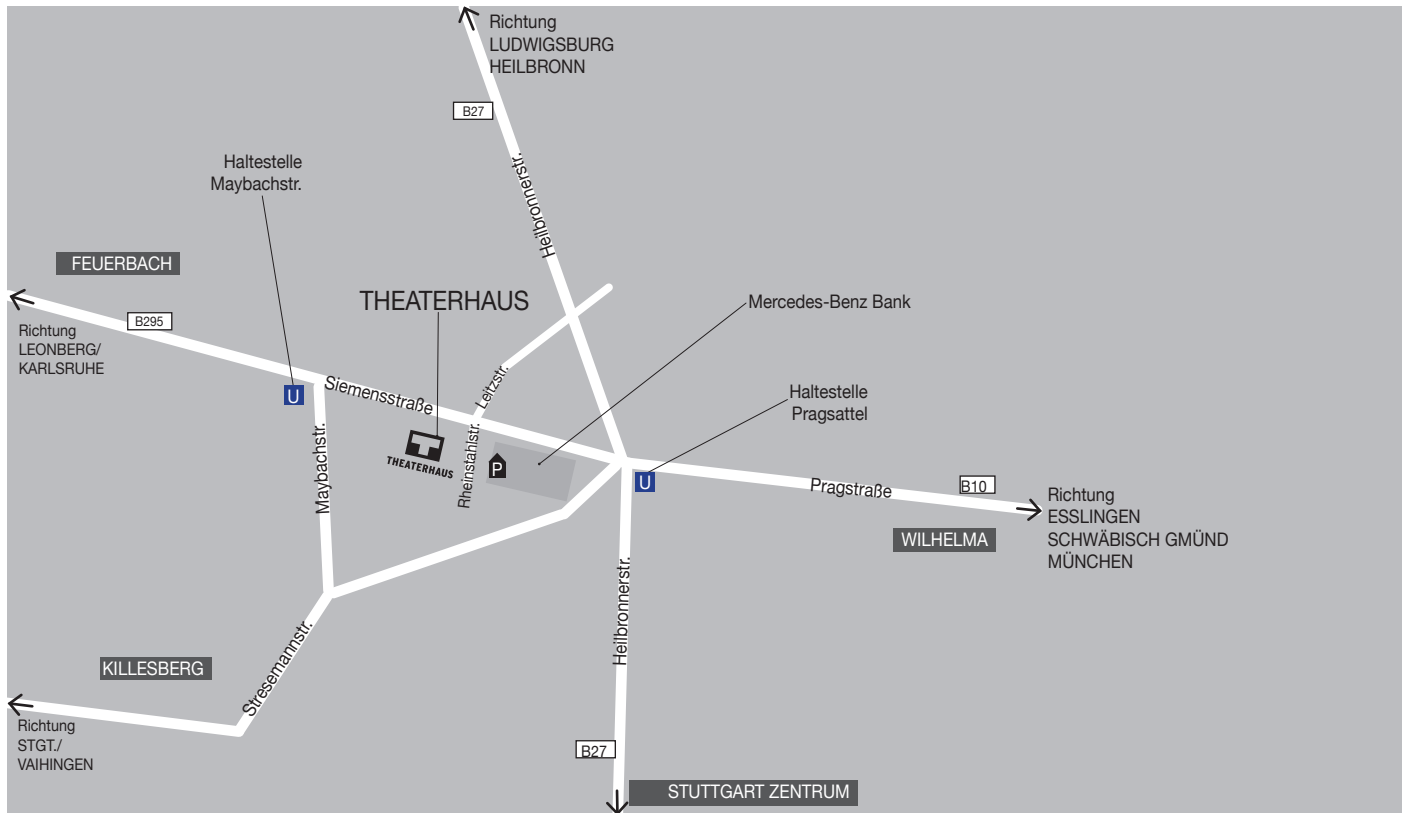 Richtung
LUDWIGSBURG
HEILBRONN
B27
Heilbronnerstr.
Haltestelle
Maybachstr.
FEUERBACH
THEATERHAUS
Mercedes-Benz Bank
B295
Richtung
LEONBERG/
KARLSRUHE
Siemensstraße
Leitzstr.
U
Haltestelle
Pragsattel
THEATERHAUS
Rheinstahlstr.
P
Maybachstr.
U
Pragstraße
B10
Richtung
ESSLINGEN
SCHWÄBISCH GMÜND
MÜNCHEN
WILHELMA
Heilbronnerstr.
Stresemannstr.
KILLESBERG
Richtung
STGT./
VAIHINGEN
B27
STUTTGART ZENTRUM